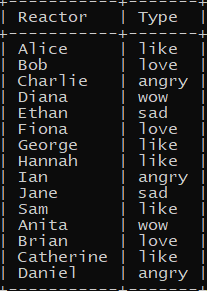 Reactor | Type
Alice | like
Bob | love
Charlie | angry
Diana | wow
Ethan | sad
Fiona | love
George | like
Hannah | like
Ian | angry
Jane | sad
Sam | like
Anita | wow
Brian | love
Catherine | like
Daniel | angry